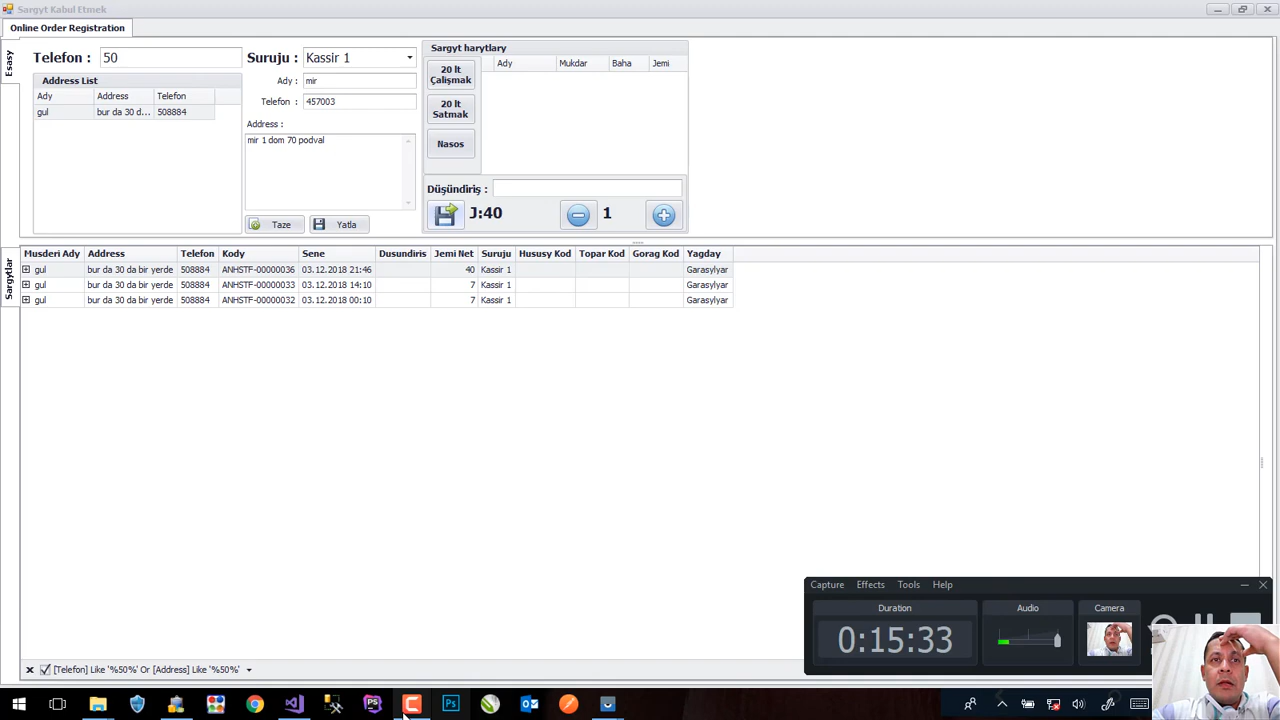 Sargyt Kabul Etmek
Online Order Registration
Esasy
Telefon : 50
Address List
Ady Address Telefon
gul bur da 30 d... 508884
Suruju : Kassir 1
Ady : mir
Telefon : 457003
Address :
mir 1 dom 70 podval
Taze Yatla
Sargyt harytlary
20 lt
Çalişmak
20 lt
Satmak
Nasos
Ady Mukdar Baha Jemi
Düşündiriş :
J:40 1
Sargytlar
Musderi Ady Address Telefon Kody Sene Dusundiris Jemi Net Suruju Hususy Kod Topar Kod Gorag Kod Yagday
gul bur da 30 da bir yerde 508884 ANHSTF-00000036 03.12.2018 21:46 40 Kassir 1 Garasylyar
gul bur da 30 da bir yerde 508884 ANHSTF-00000033 03.12.2018 14:10 7 Kassir 1 Garasylyar
gul bur da 30 da bir yerde 508884 ANHSTF-00000032 03.12.2018 00:10 7 Kassir 1 Garasylyar
Capture Effects Tools Help
Duration Audio Camera
0:15:33
[Telefon] Like '%50%' Or [Address] Like '%50%'
PS C Ps